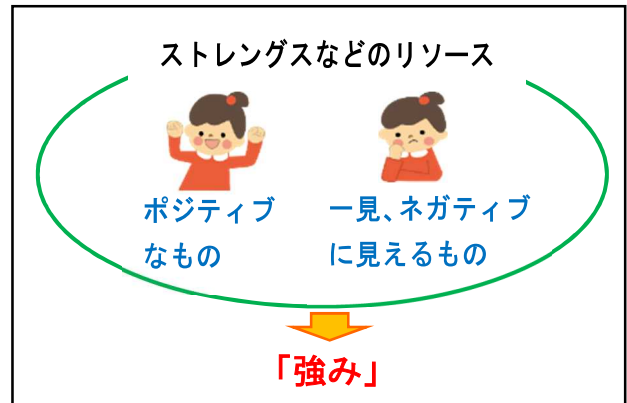 ストレングスなどのリソース
ポジティブ
なもの
一見、ネガティブ
に見えるもの
「強み」